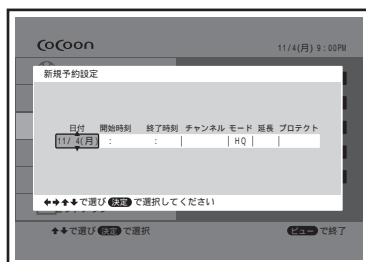 CoCoon
11/4(月) 9:00PM
新規予約設定
日付 開始時刻 終了時刻 チャンネル モード 延長 プロテクト
11/ 4(月) : : HQ
で選び 決定 で選択してください
で選び 決定 で選択 ビュー で終了